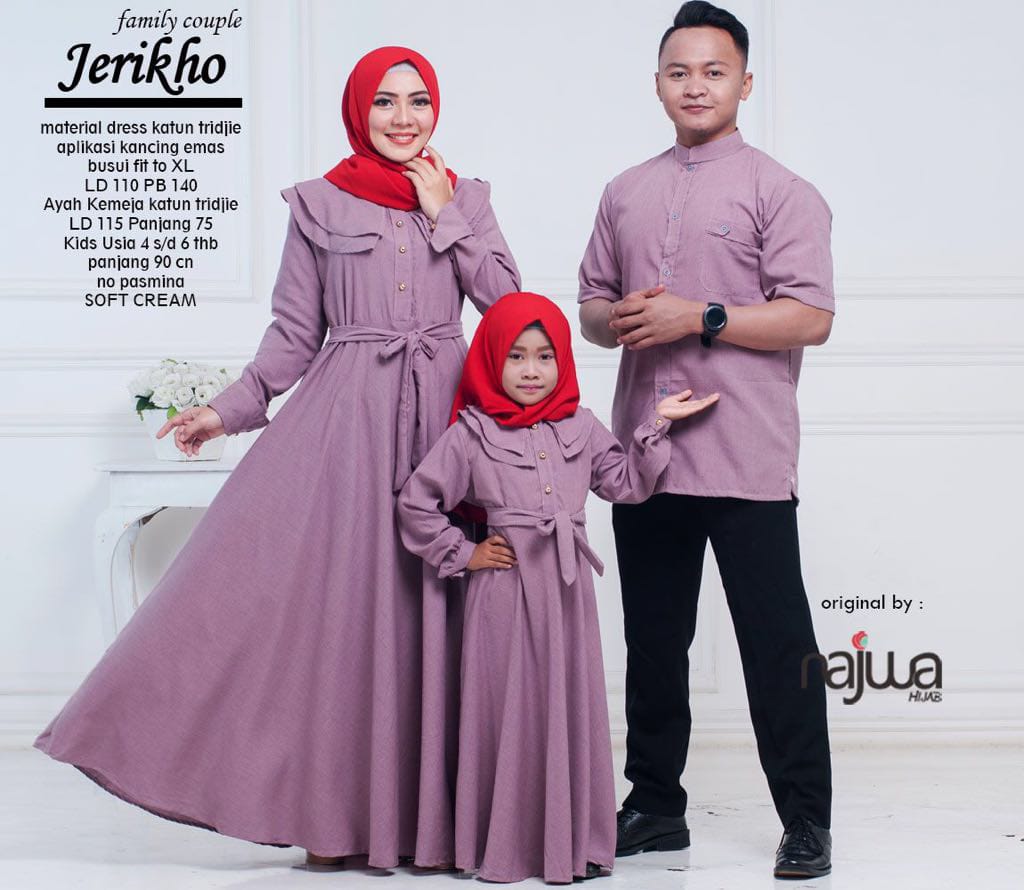 family couple
Jerikho
material dress katun tridjie
aplikasi kancing emas
busui fit to XL
LD 110 PB 140
Ayah Kemeja katun tridjie
LD 115 Panjang 75
Kids Usia 4 s/d 6 thb
panjang 90 cn
no pasmina
SOFT CREAM
original by :
najwa
HIJAB